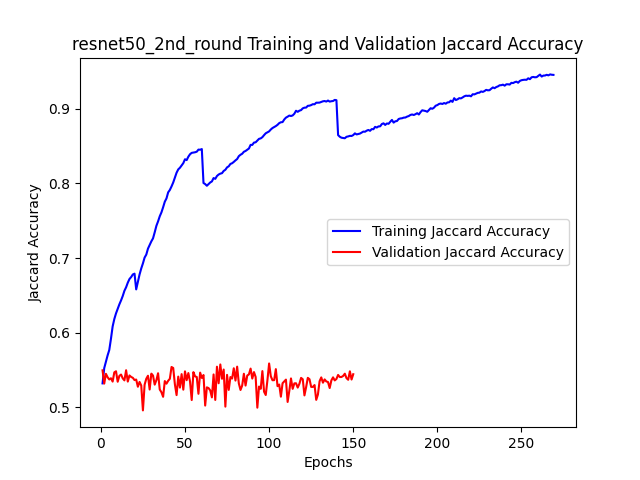 resnet50_2nd_round Training and Validation Jaccard Accuracy
Jaccard Accuracy
0.9
0.8
0.7
0.6
0.5
Training Jaccard Accuracy
Validation Jaccard Accuracy
0 50 100 150 200 250
Epochs